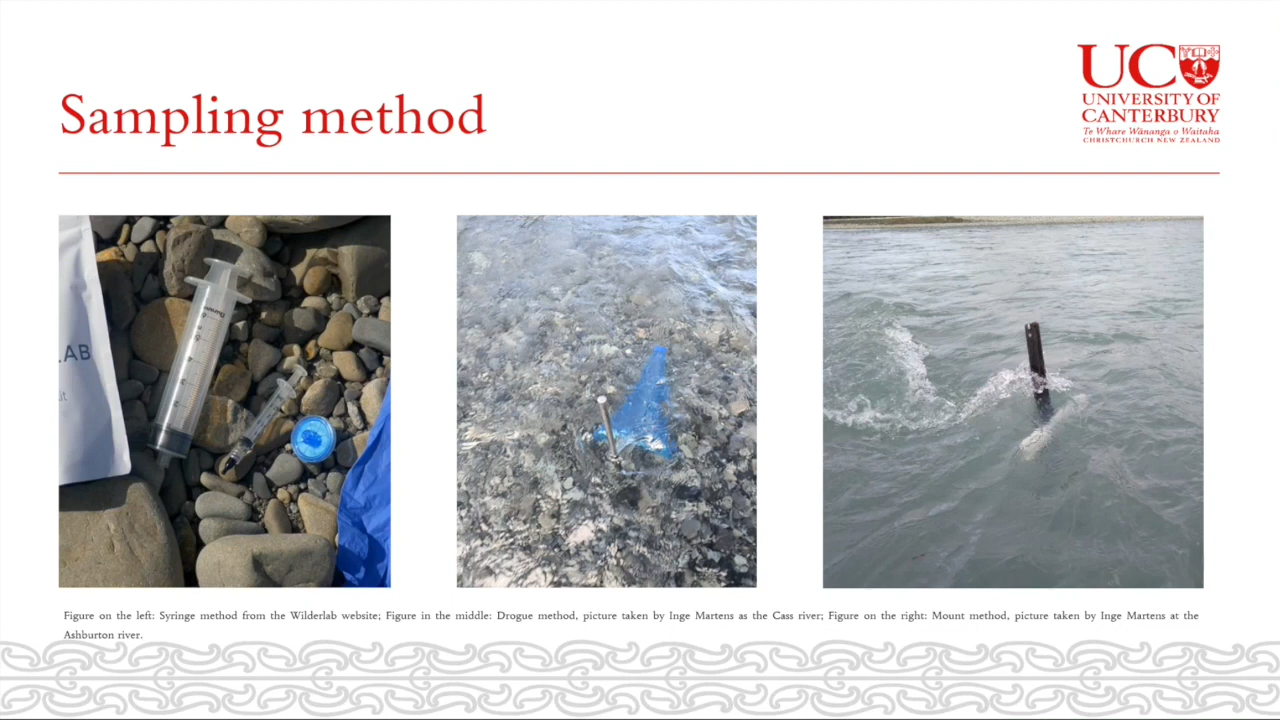 Sampling method
UC
UNIVERSITY OF
CANTERBURY
Te Whare Wānanga o Waitaha
CHRISTCHURCH NEW ZEALAND
LAB
Figure on the left: Syringe method from the Wilderlab website; Figure in the middle: Drogue method, picture taken by Inge Martens as the Cass river; Figure on the right: Mount method, picture taken by Inge Martens at the
Ashburton river.